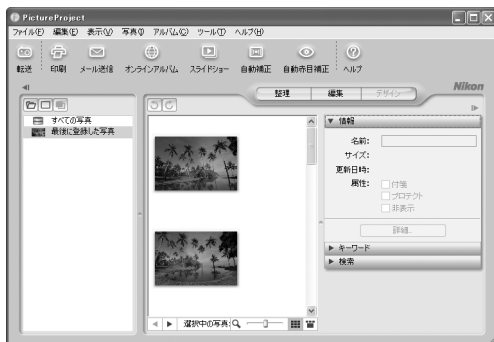 PictureProject
ファイル(F) 編集(E) 表示(V) 写真(I) アルバム(C) ツール(T) ヘルプ(H)
転送 印刷 メール送信 オンラインアルバム スライドショー 自動補正 自動赤目補正 ヘルプ
整理 編集 デザイン
Nikon
すべての写真
最後に登録した写真
情報
名前:
サイズ:
更新日時:
属性: 付箋
プロテクト
非表示
詳細...
キーワード
検索
選択中の写真: